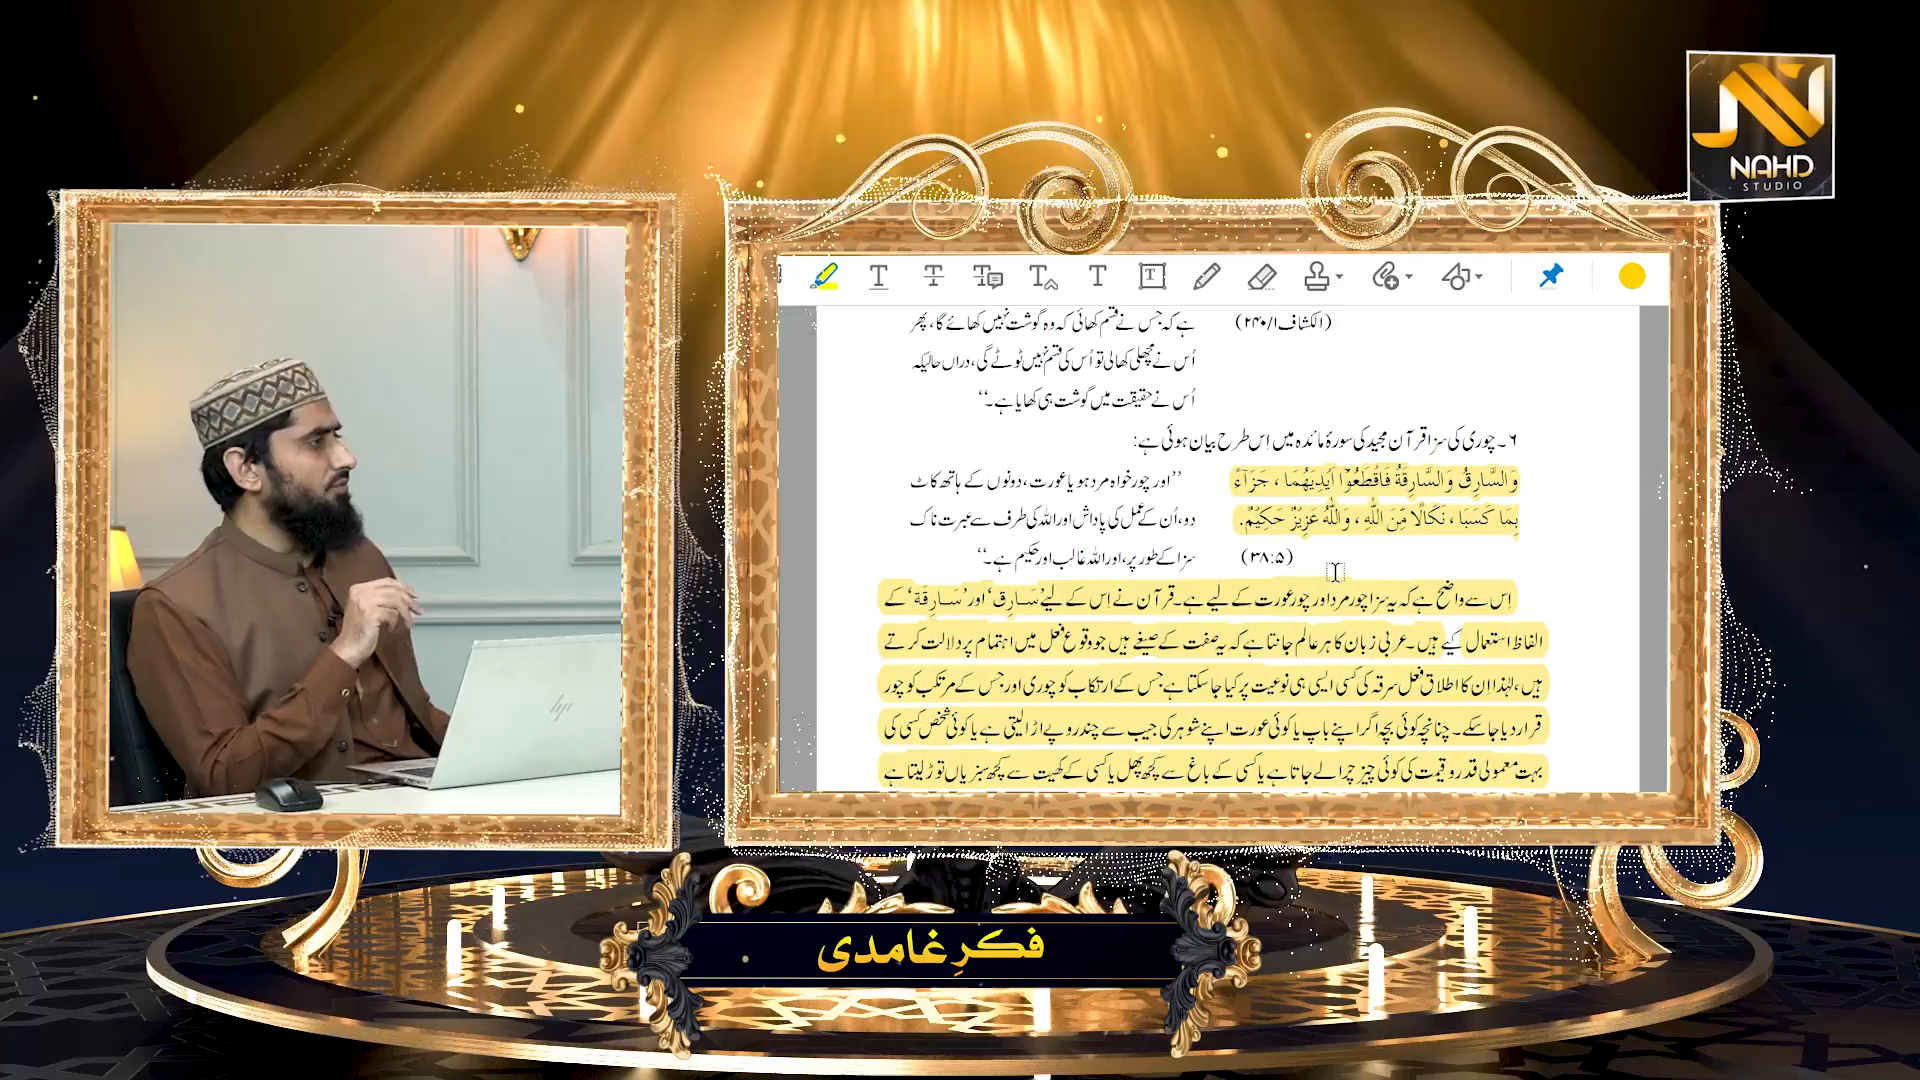 NAHD
STUDIO
(الکشاف ۱/ ۲۴۰) ہے کہ جس نے قسم کھائی کہ وہ گوشت نہیں کھائے گا، پھر
اُس نے مچھلی کھالی تو اُس کی قسم نہیں ٹوٹے گی، دراں حالیکہ
اُس نے حقیقت میں گوشت ہی کھایا ہے۔‘‘
۶۔ چوری کی سزا قرآن مجید کی سورۂ مائدہ میں اِس طرح بیان ہوئی ہے:
وَالسَّارِقُ وَالسَّارِقَةُ فَاقْطَعُوْٓا اَيْدِيَهُمَا ، جَزَآءً ’’اور چور خواہ مرد ہو یا عورت، دونوں کے ہاتھ کاٹ
بِمَا كَسَبَا ، نَكَالًا مِّنَ اللّٰهِ ، وَاللّٰهُ عَزِيْزٌ حَكِيْمٌ. دو، اُن کے عمل کی پاداش اور اللہ کی طرف سے عبرت ناک
(۵: ۳۸) سزا کے طور پر، اور اللہ غالب اور حکیم ہے۔‘‘
اِس سے واضح ہے کہ یہ سزا چور مرد اور چور عورت کے لیے ہے۔ قرآن نے اِس کے لیے ’سَارِق‘ اور ’سَارِقَة‘ کے
الفاظ استعمال کیے ہیں۔ عربی زبان کا ہر عالم جانتا ہے کہ یہ صفت کے صیغے ہیں جو وقوع فعل میں اہتمام پر دلالت کرتے
ہیں، لہٰذا اِن کا اطلاق فعل سرقہ کی کسی ایسی ہی نوعیت پر کیا جا سکتا ہے جس کے ارتکاب کو چوری اور جس کے مرتکب کو چور
قرار دیا جا سکے۔ چنانچہ کوئی بچہ اگر اپنے باپ یا کوئی عورت اپنے شوہر کی جیب سے چند روپے اڑا لیتی ہے یا کوئی شخص کسی کی
بہت معمولی قدر و قیمت کی کوئی چیز چرا لے جاتا ہے یا کسی کے باغ سے کچھ پھل یا کسی کے کھیت سے کچھ سبزیاں توڑ لیتا ہے
فکرِ غامدی